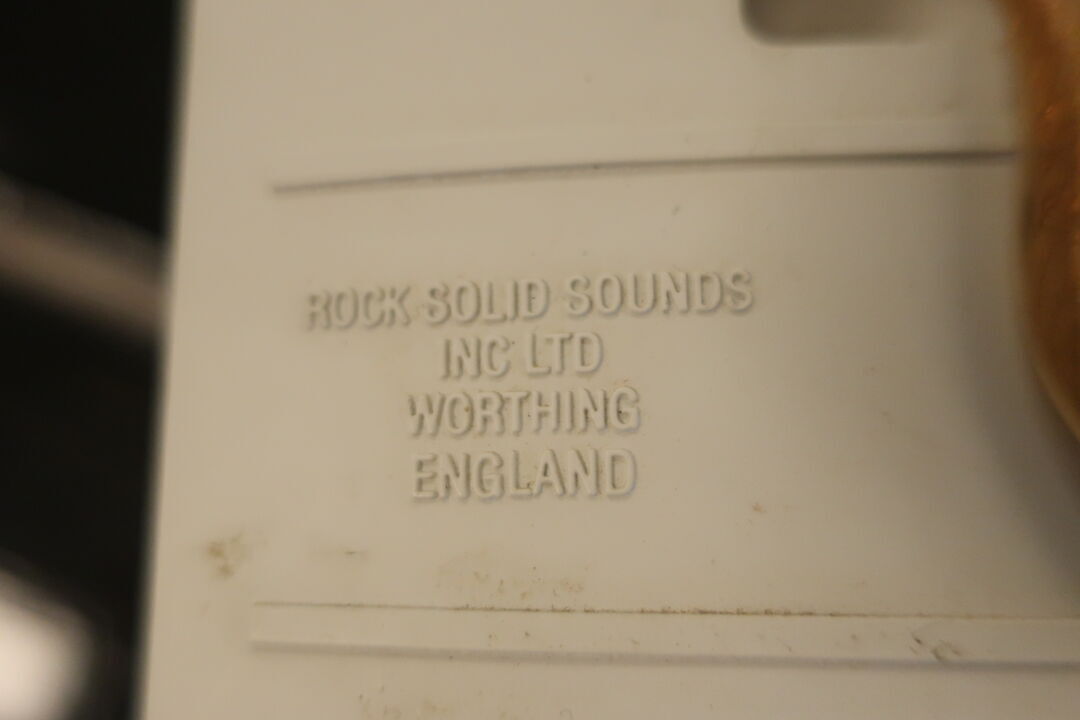 ROCK SOLID SOUNDS
INC LTD
WORTHING
ENGLAND